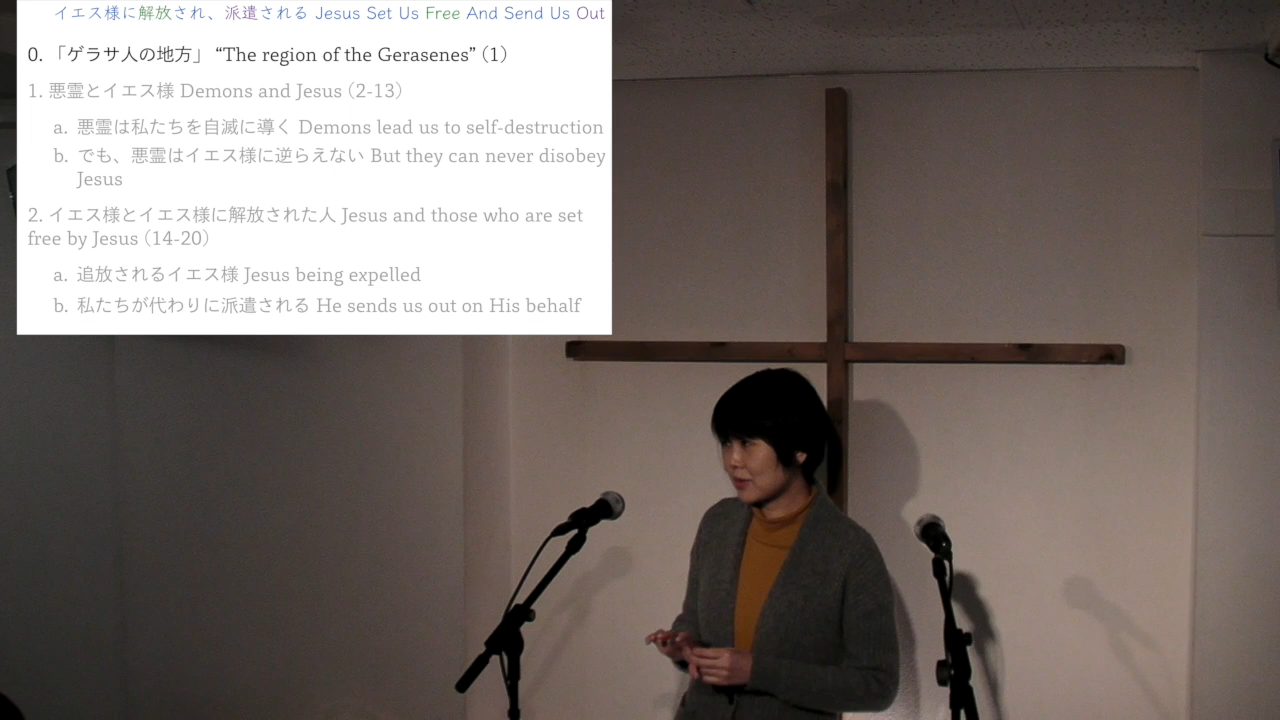 イエス様に解放され、派遣される Jesus Set Us Free And Send Us Out
0. 「ゲラサ人の地方」 “The region of the Gerasenes” (1)
1. 悪霊とイエス様 Demons and Jesus (2-13)
a. 悪霊は私たちを自滅に導く Demons lead us to self-destruction
b. でも、悪霊はイエス様に逆らえない But they can never disobey
Jesus
2. イエス様とイエス様に解放された人 Jesus and those who are set
free by Jesus (14-20)
a. 追放されるイエス様 Jesus being expelled
b. 私たちが代わりに派遣される He sends us out on His behalf